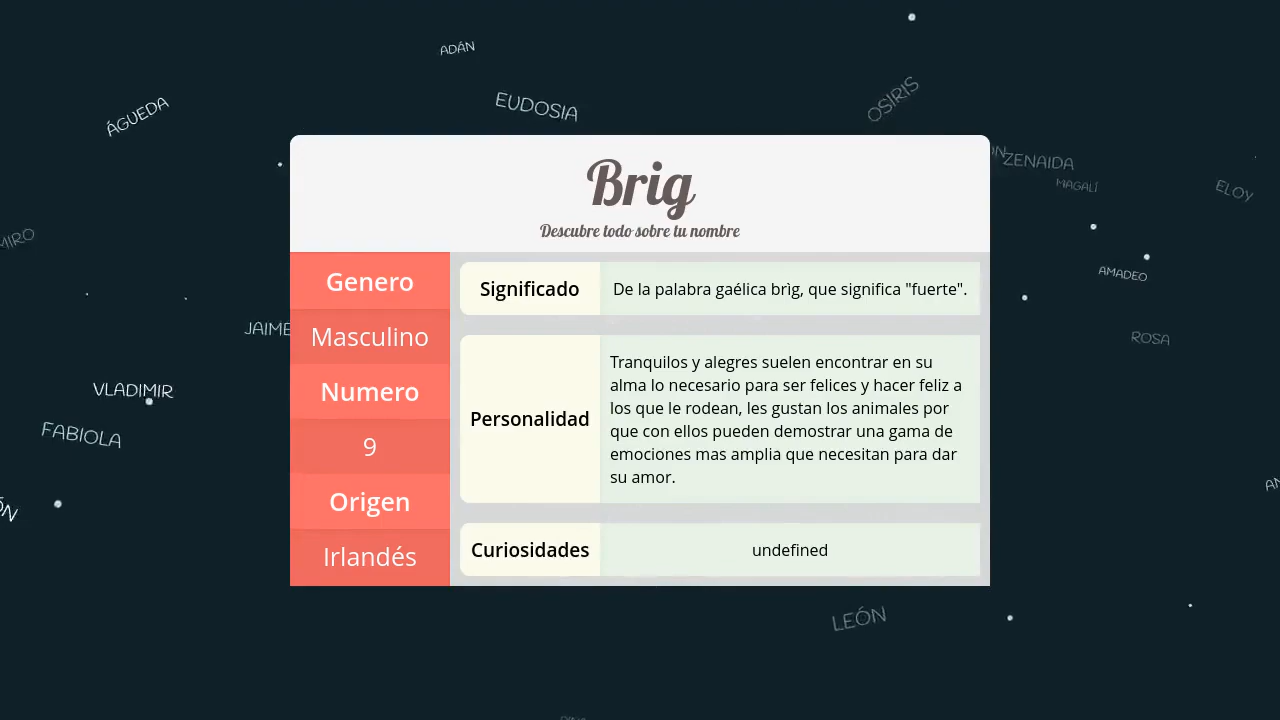 ADÁN
ÁGUEDA
EUDOSIA
OSIRIS
ZENAIDA
MAGALÍ
ELOY
Brig
Descubre todo sobre tu nombre
AMADEO
JAIME
ROSA
VLADIMIR
FABIOLA
Genero
Masculino
Numero
9
Origen
Irlandés
Significado
De la palabra gaélica brìg, que significa "fuerte".
Personalidad
Tranquilos y alegres suelen encontrar en su
alma lo necesario para ser felices y hacer feliz a
los que le rodean, les gustan los animales por
que con ellos pueden demostrar una gama de
emociones mas amplia que necesitan para dar
su amor.
Curiosidades
undefined
LEÓN